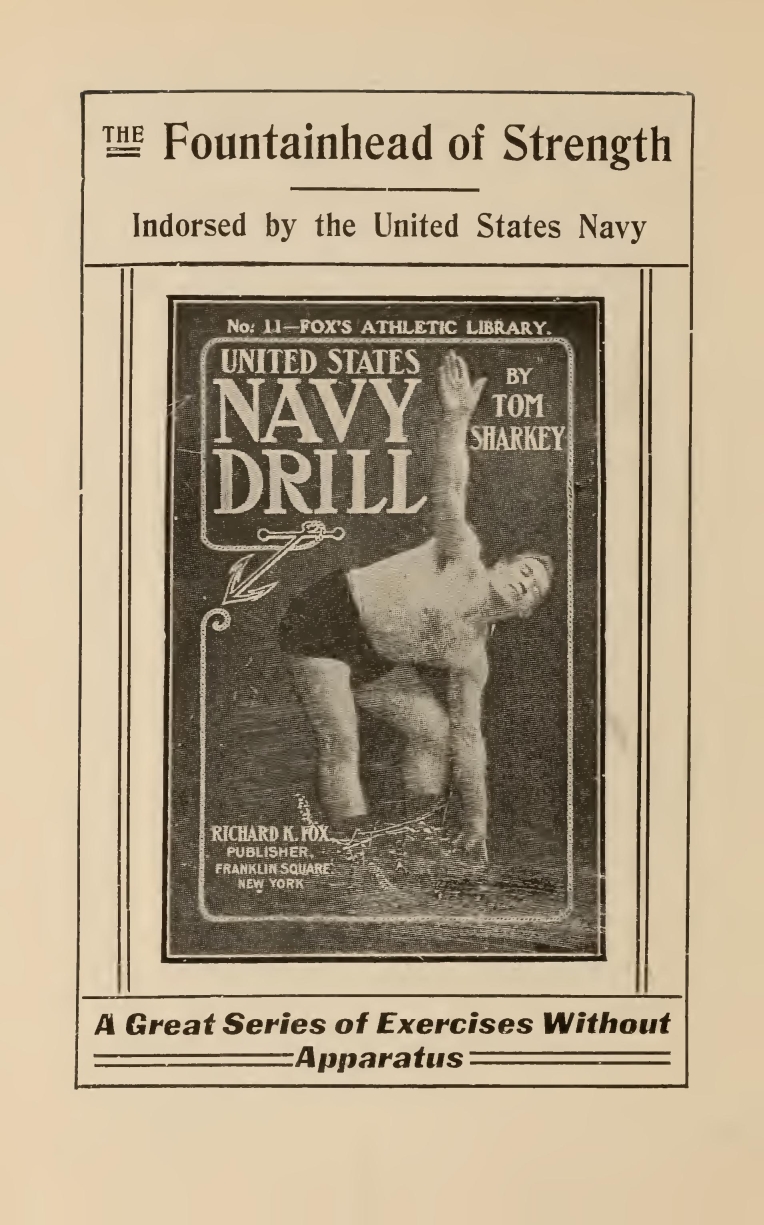 THE Fountainhead of Strength
Indorsed by the United States Navy
No. 11—FOX'S ATHLETIC LIBRARY.
UNITED STATES
NAVY
DRILL
BY
TOM
SHARKEY
RICHARD K. FOX
PUBLISHER,
FRANKLIN SQUARE
NEW YORK
A Great Series of Exercises Without
Apparatus